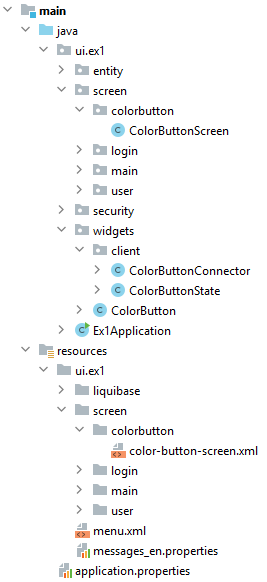 main
java
ui.ex1
entity
screen
colorbutton
ColorButtonScreen
login
main
user
security
widgets
client
ColorButtonConnector
ColorButtonState
ColorButton
Ex1Application
resources
ui.ex1
liquibase
screen
colorbutton
color-button-screen.xml
login
main
user
menu.xml
messages_en.properties
application.properties